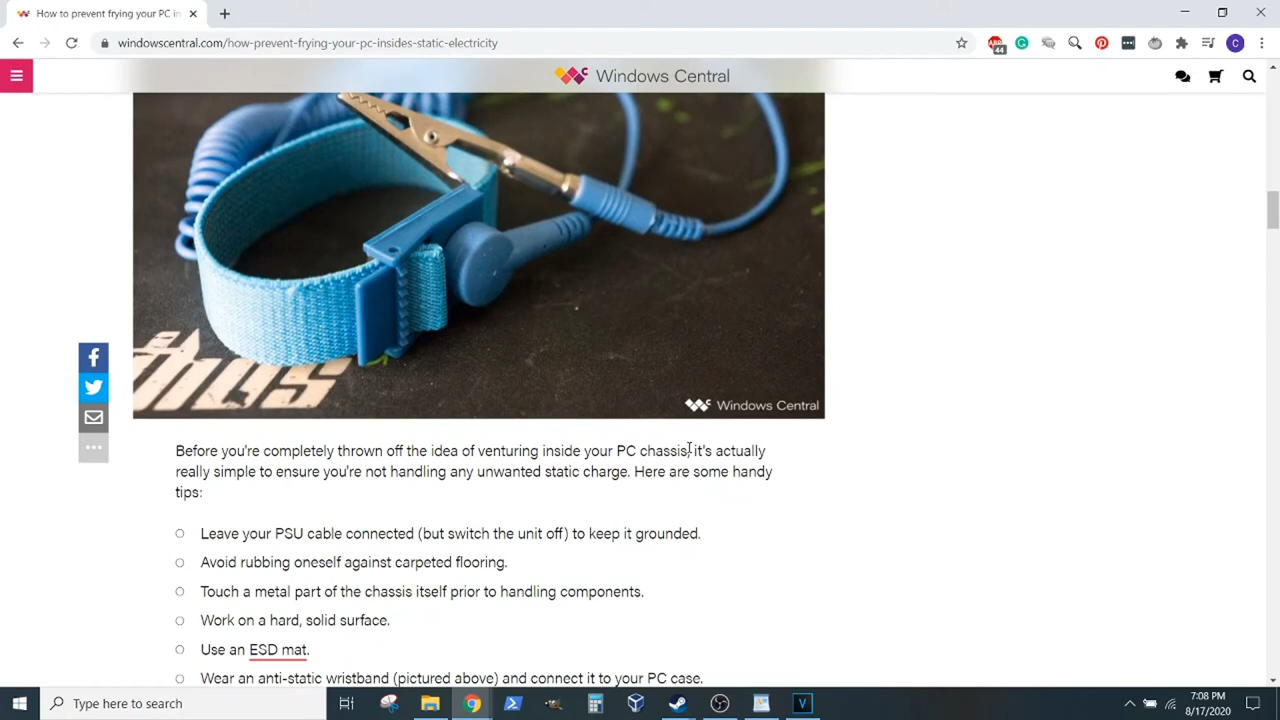 How to prevent frying your PC in
windowscentral.com/how-prevent-frying-your-pc-insides-static-electricity
44
C
Windows Central
thus
Windows Central
Before you're completely thrown off the idea of venturing inside your PC chassis, it's actually
really simple to ensure you're not handling any unwanted static charge. Here are some handy
tips:
Leave your PSU cable connected (but switch the unit off) to keep it grounded.
Avoid rubbing oneself against carpeted flooring.
Touch a metal part of the chassis itself prior to handling components.
Work on a hard, solid surface.
Use an ESD mat.
Wear an anti-static wristband (pictured above) and connect it to your PC case.
Type here to search
V
7:08 PM
8/17/2020